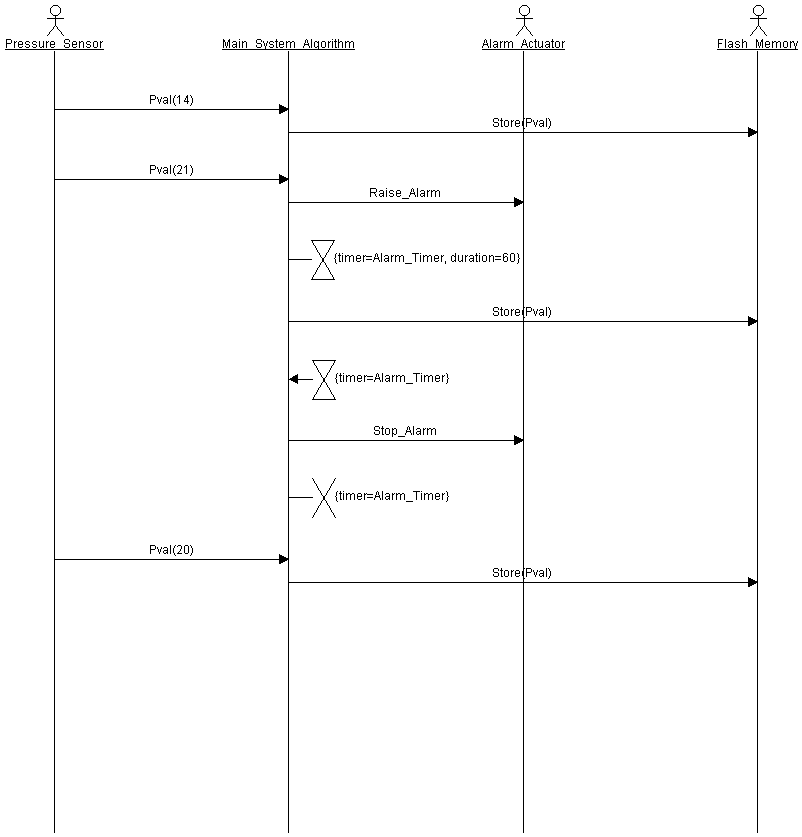 Pressure_Sensor
Main_System_Algorithm
Alarm_Actuator
Flash_Memory
Pval(14)
Store(Pval)
Pval(21)
Raise_Alarm
{timer=Alarm_Timer, duration=60}
Store(Pval)
{timer=Alarm_Timer}
Stop_Alarm
{timer=Alarm_Timer}
Pval(20)
Store(Pval)